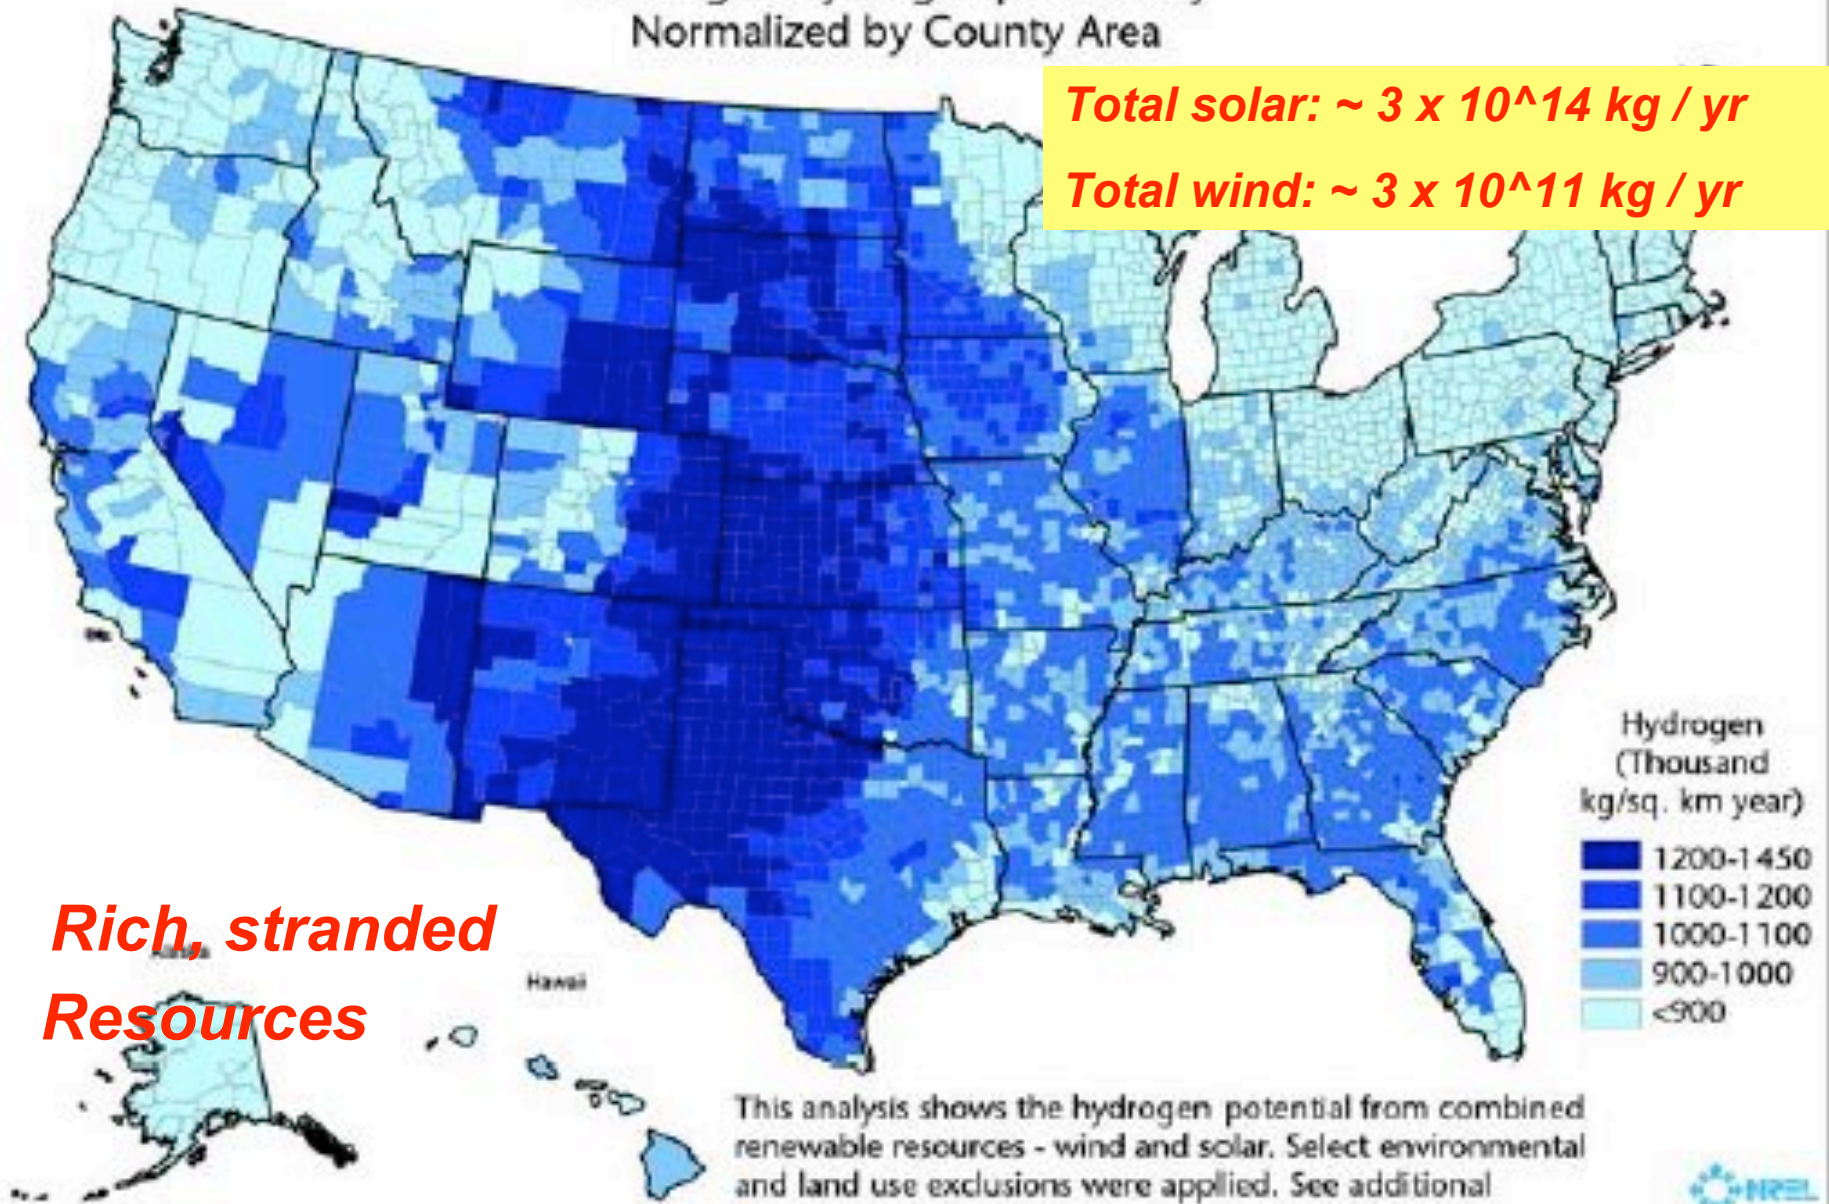 Normalized by County Area
Total solar: ~ 3 x 10^14 kg / yr
Total wind: ~ 3 x 10^11 kg / yr
Hydrogen
(Thousand
kg/sq. km year)
1200-1450
1100-1200
1000-1100
900-1000
<900
Rich, stranded
Resources
Alaska
Hawaii
This analysis shows the hydrogen potential from combined
renewable resources - wind and solar. Select environmental
and land use exclusions were applied. See additional
NREL